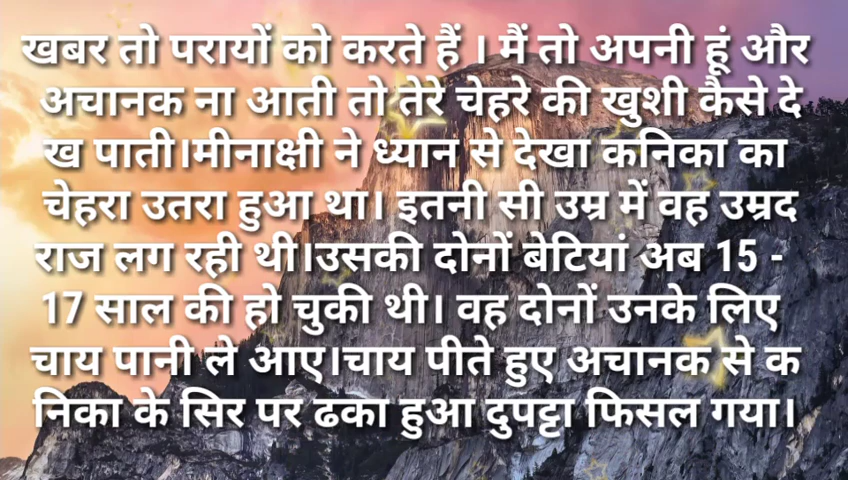 खबर तो परायों को करते हैं । मैं तो अपनी हूं और
अचानक ना आती तो तेरे चेहरे की खुशी कैसे दे
ख पाती।मीनाक्षी ने ध्यान से देखा कनिका का
चेहरा उतरा हुआ था। इतनी सी उम्र में वह उम्रद
राज लग रही थी।उसकी दोनों बेटियां अब 15 -
17 साल की हो चुकी थी। वह दोनों उनके लिए
चाय पानी ले आए।चाय पीते हुए अचानक से क
निका के सिर पर ढका हुआ दुपट्टा फिसल गया।